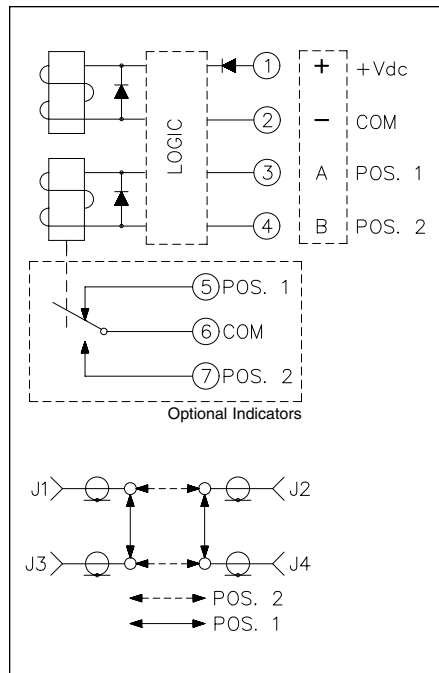 1 + +Vdc
2 − COM
LOGIC
3 A POS. 1
4 B POS. 2
5 POS. 1
6 COM
7 POS. 2
Optional Indicators
J1 J2
J3 J4
POS. 2
POS. 1